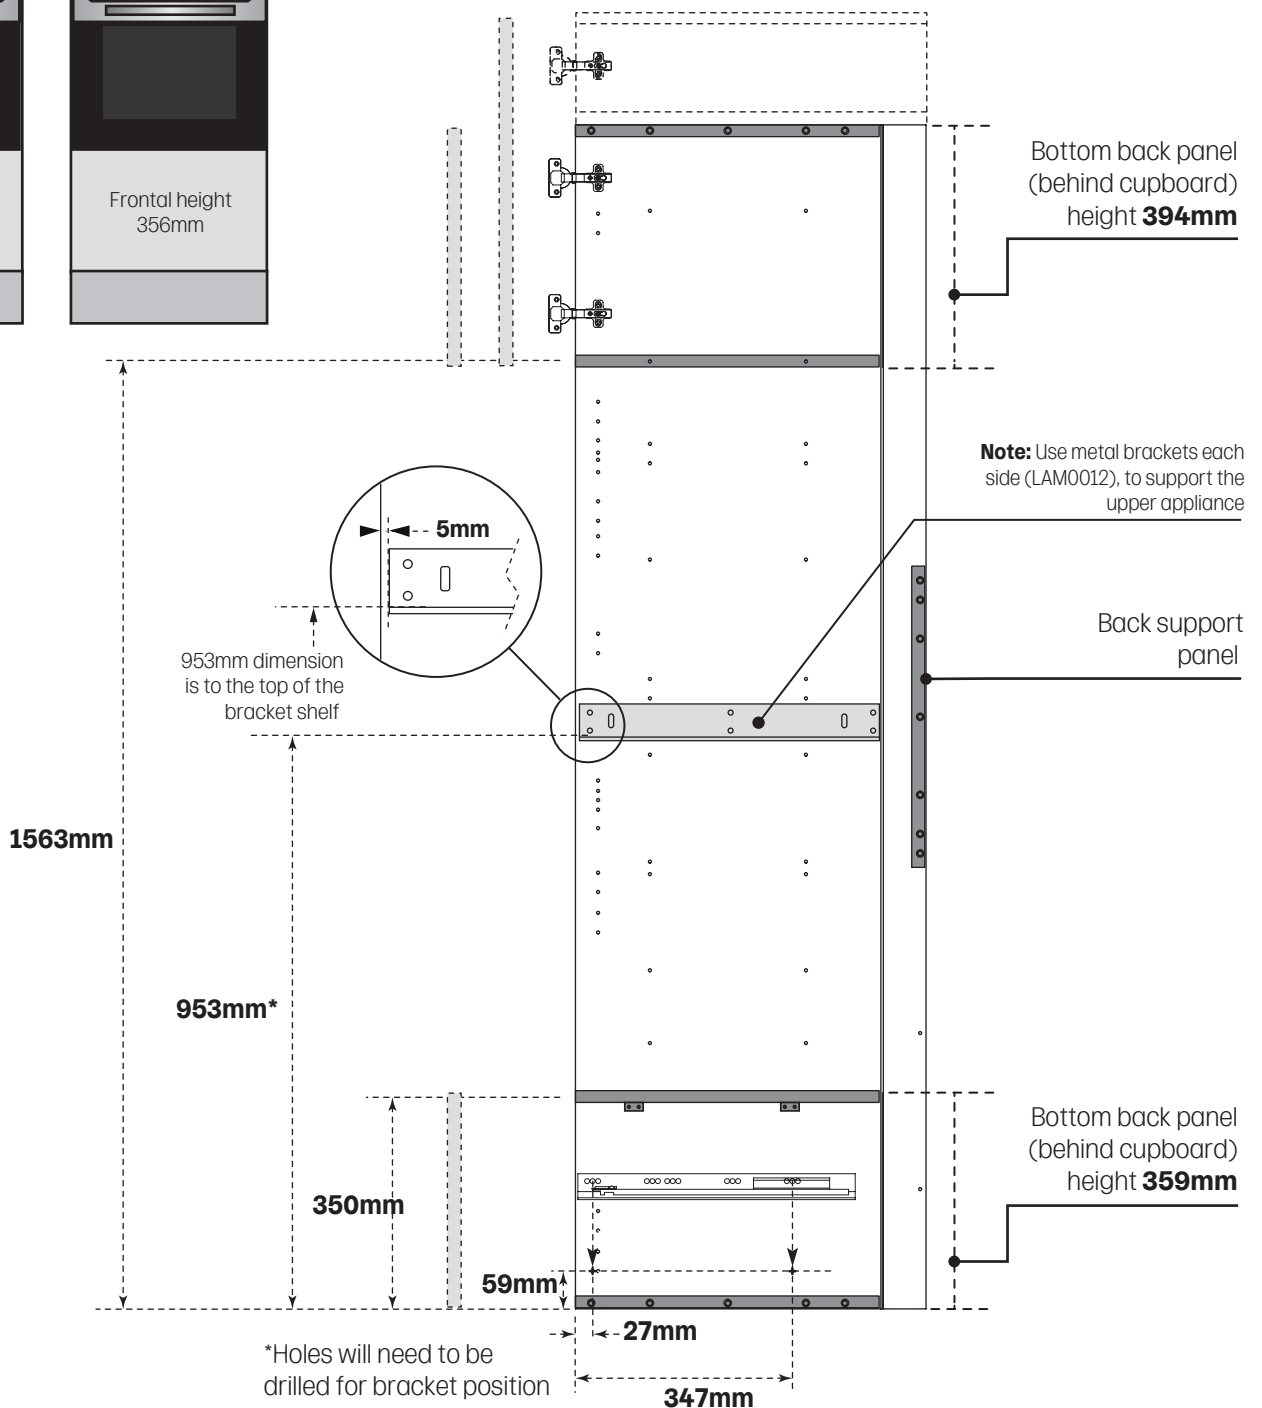 Frontal height
356mm
Bottom back panel
(behind cupboard)
height 394mm
Note: Use metal brackets each
side (LAM0012), to support the
upper appliance
5mm
Back support
panel
953mm dimension
is to the top of the
bracket shelf
1563mm
953mm*
Bottom back panel
(behind cupboard)
height 359mm
350mm
59mm
27mm
*Holes will need to be
drilled for bracket position
347mm